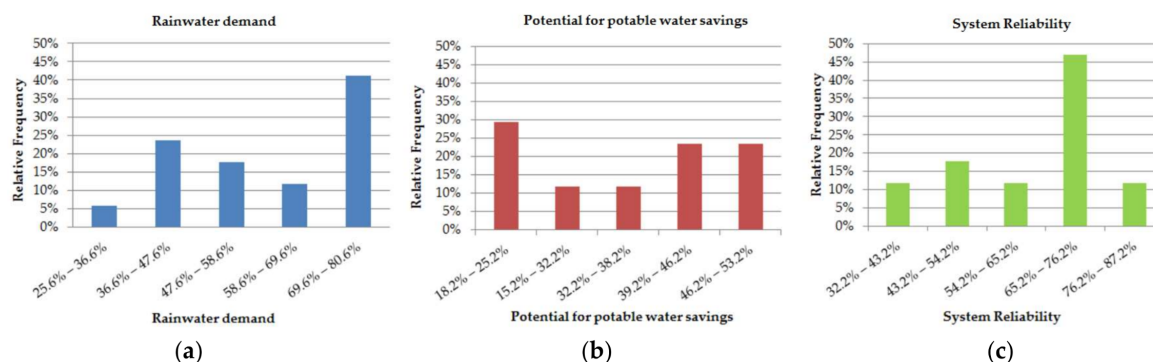 Rainwater demand
50%
45%
40%
35%
30%
25%
20%
15%
10%
5%
0%
Relative Frequency
25.6% – 36.6%
36.6% – 47.6%
47.6% – 58.6%
58.6% – 69.6%
69.6% – 80.6%
Rainwater demand
(a)
Potential for potable water savings
50%
45%
40%
35%
30%
25%
20%
15%
10%
5%
0%
Relative Frequency
18.2% – 25.2%
15.2% – 32.2%
32.2% – 38.2%
39.2% – 46.2%
46.2% – 53.2%
Potential for potable water savings
(b)
System Reliability
50%
45%
40%
35%
30%
25%
20%
15%
10%
5%
0%
Relative Frequency
32.2% – 43.2%
43.2% – 54.2%
54.2% – 65.2%
65.2% – 76.2%
76.2% – 87.2%
System Reliability
(c)